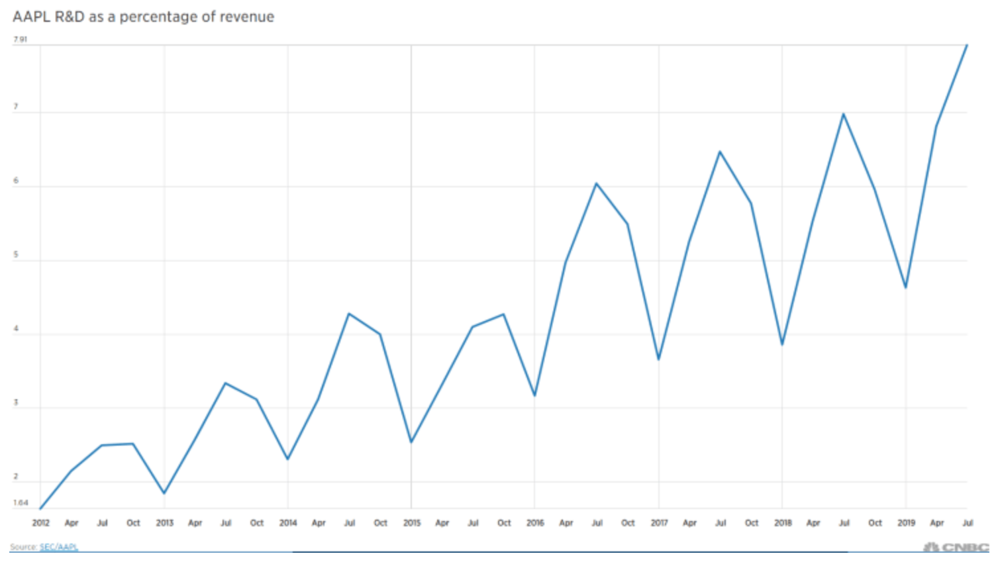 AAPL R&D as a percentage of revenue
7.91
7
6
5
4
3
2
1.64
2012 Apr Jul Oct 2013 Apr Jul Oct 2014 Apr Jul Oct 2015 Apr Jul Oct 2016 Apr Jul Oct 2017 Apr Jul Oct 2018 Apr Jul Oct 2019 Apr Jul
Source: SEC/AAPL
CNBC